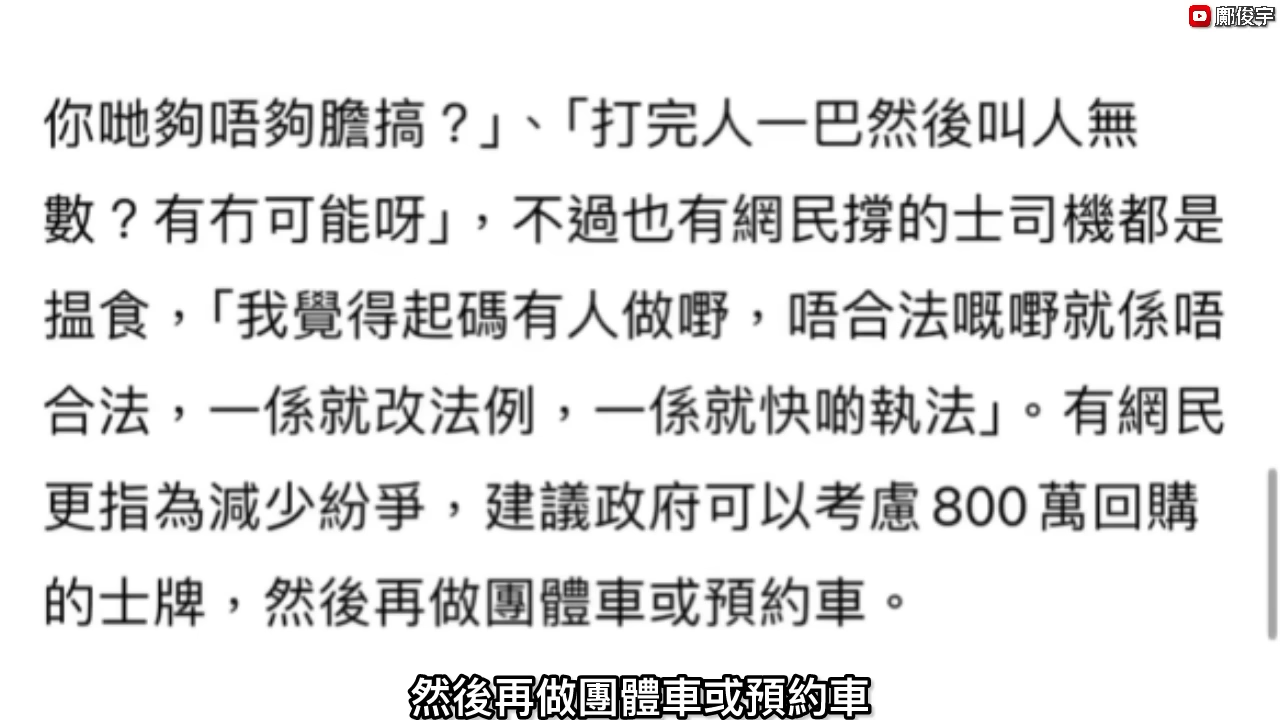 鄺俊宇
你哋夠唔夠膽搞？」、「打完人一巴然後叫人無
數？有冇可能呀」，不過也有網民撐的士司機都是
搵食，「我覺得起碼有人做嘢，唔合法嘅嘢就係唔
合法，一係就改法例，一係就快啲執法」。有網民
更指為減少紛爭，建議政府可以考慮800萬回購
的士牌，然後再做團體車或預約車。
然後再做團體車或預約車